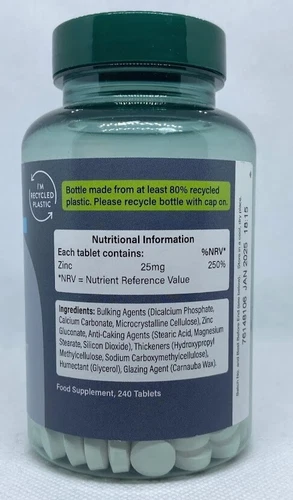 I'M
RECYCLED
PLASTIC
Bottle made from at least 80% recycled
plastic. Please recycle bottle with cap on.
Nutritional Information
Each tablet contains: %NRV*
Zinc 25mg 250%
*NRV = Nutrient Reference Value
Ingredients: Bulking Agents (Dicalcium Phosphate,
Calcium Carbonate, Microcrystalline Cellulose), Zinc
Gluconate, Anti-Caking Agents (Stearic Acid, Magnesium
Stearate, Silicon Dioxide), Thickeners (Hydroxypropyl
Methylcellulose, Sodium Carboxymethylcellulose),
Humectant (Glycerol), Glazing Agent (Carnauba Wax).
Food Supplement, 240 Tablets
JAN 2025 18:15